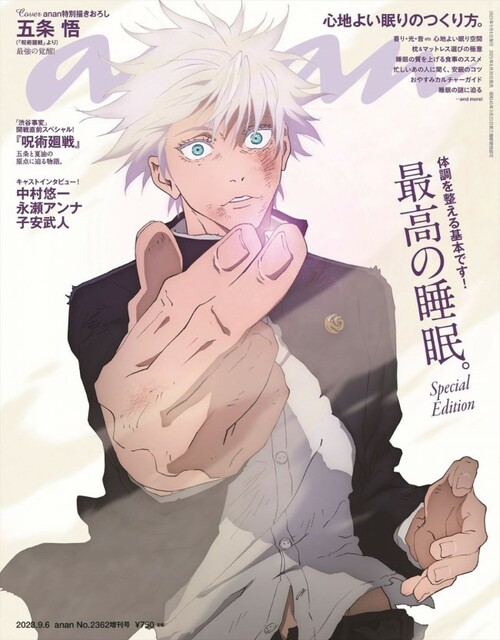 Cover anan特別描きおろし
五条 悟
(『呪術廻戦』より)
最強の覚醒!
anan
心地よい眠りのつくり方。
香り・光・音etc. 心地よい眠り空間
枕&マットレス選びの極意
睡眠の質を上げる食事のススメ
忙しいあの人に聞く、安眠のコツ
おやすみカルチャーガイド
睡眠の謎に迫る
…and more!
「渋谷事変」
開戦直前スペシャル!
『呪術廻戦』
五条と夏油の
原点に迫る物語。
キャストインタビュー!
中村悠一
永瀬アンナ
子安武人
体調を整える基本です!
最高の睡眠。
Special
Edition
2023.9.6 anan No.2362増刊号 ¥750